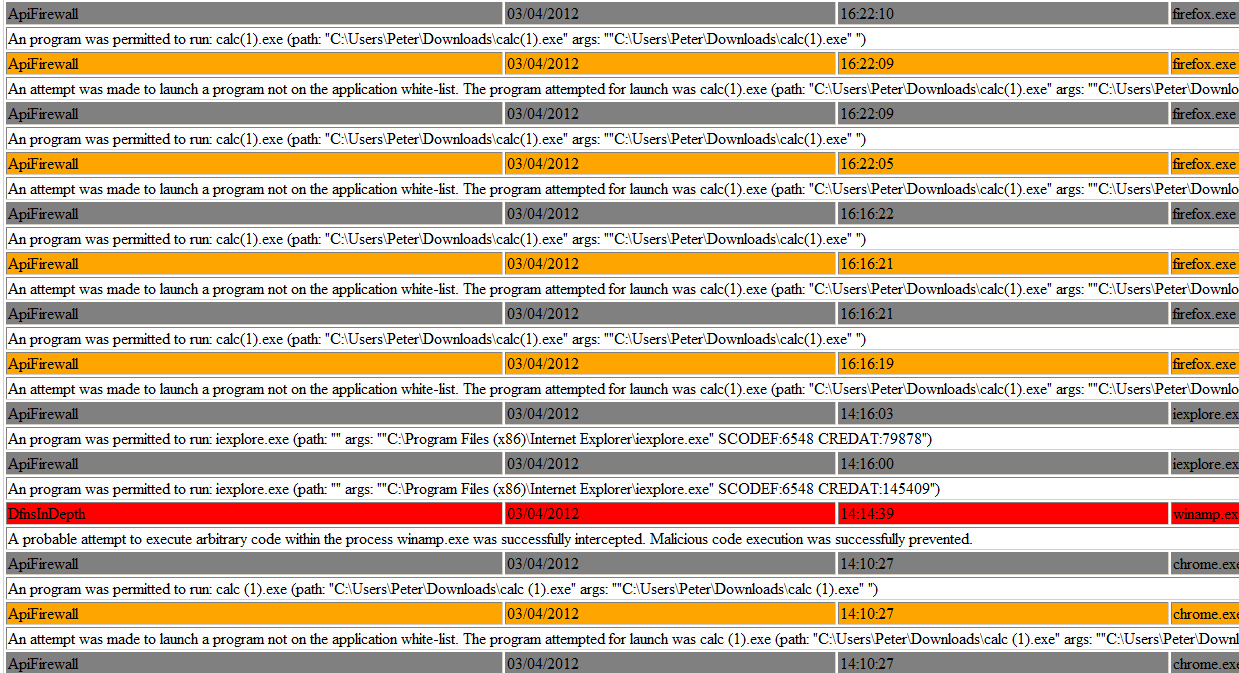 ApiFirewall 03/04/2012 16:22:10 firefox.exe
An program was permitted to run: calc(1).exe (path: "C:\Users\Peter\Downloads\calc(1).exe" args: ""C:\Users\Peter\Downloads\calc(1).exe" ")
ApiFirewall 03/04/2012 16:22:09 firefox.exe
An attempt was made to launch a program not on the application white-list. The program attempted for launch was calc(1).exe (path: "C:\Users\Peter\Downloads\calc(1).exe" args: ""C:\Users\Peter\Downlo
ApiFirewall 03/04/2012 16:22:09 firefox.exe
An program was permitted to run: calc(1).exe (path: "C:\Users\Peter\Downloads\calc(1).exe" args: ""C:\Users\Peter\Downloads\calc(1).exe" ")
ApiFirewall 03/04/2012 16:22:05 firefox.exe
An attempt was made to launch a program not on the application white-list. The program attempted for launch was calc(1).exe (path: "C:\Users\Peter\Downloads\calc(1).exe" args: ""C:\Users\Peter\Downlo
ApiFirewall 03/04/2012 16:16:22 firefox.exe
An program was permitted to run: calc(1).exe (path: "C:\Users\Peter\Downloads\calc(1).exe" args: ""C:\Users\Peter\Downloads\calc(1).exe" ")
ApiFirewall 03/04/2012 16:16:21 firefox.exe
An attempt was made to launch a program not on the application white-list. The program attempted for launch was calc(1).exe (path: "C:\Users\Peter\Downloads\calc(1).exe" args: ""C:\Users\Peter\Downlo
ApiFirewall 03/04/2012 16:16:21 firefox.exe
An program was permitted to run: calc(1).exe (path: "C:\Users\Peter\Downloads\calc(1).exe" args: ""C:\Users\Peter\Downloads\calc(1).exe" ")
ApiFirewall 03/04/2012 16:16:19 firefox.exe
An attempt was made to launch a program not on the application white-list. The program attempted for launch was calc(1).exe (path: "C:\Users\Peter\Downloads\calc(1).exe" args: ""C:\Users\Peter\Downlo
ApiFirewall 03/04/2012 14:16:03 iexplore.ex
An program was permitted to run: iexplore.exe (path: "" args: ""C:\Program Files (x86)\Internet Explorer\iexplore.exe" SCODEF:6548 CREDAT:79878")
ApiFirewall 03/04/2012 14:16:00 iexplore.ex
An program was permitted to run: iexplore.exe (path: "" args: ""C:\Program Files (x86)\Internet Explorer\iexplore.exe" SCODEF:6548 CREDAT:145409")
DfnsInDepth 03/04/2012 14:14:39 winamp.ex
A probable attempt to execute arbitrary code within the process winamp.exe was successfully intercepted. Malicious code execution was successfully prevented.
ApiFirewall 03/04/2012 14:10:27 chrome.exe
An program was permitted to run: calc (1).exe (path: "C:\Users\Peter\Downloads\calc (1).exe" args: ""C:\Users\Peter\Downloads\calc (1).exe" ")
ApiFirewall 03/04/2012 14:10:27 chrome.exe
An attempt was made to launch a program not on the application white-list. The program attempted for launch was calc (1).exe (path: "C:\Users\Peter\Downloads\calc (1).exe" args: ""C:\Users\Peter\Downl
ApiFirewall 03/04/2012 14:10:27 chrome.exe